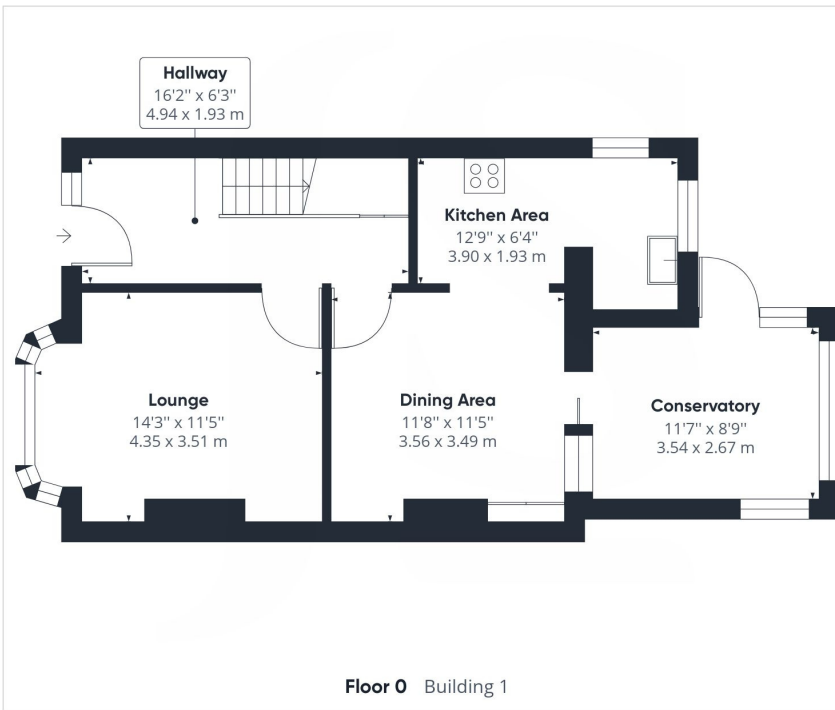 Hallway
16'2'' x 6'3''
4.94 x 1.93 m
Kitchen Area
12'9'' x 6'4''
3.90 x 1.93 m
Lounge
14'3'' x 11'5''
4.35 x 3.51 m
Dining Area
11'8'' x 11'5''
3.56 x 3.49 m
Conservatory
11'7'' x 8'9''
3.54 x 2.67 m
Floor 0 Building 1